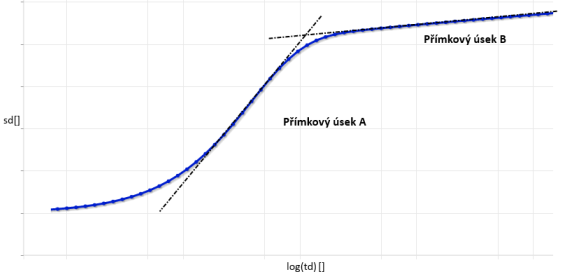 Přímkový úsek B
sd[]
Přímkový úsek A
log(td) []